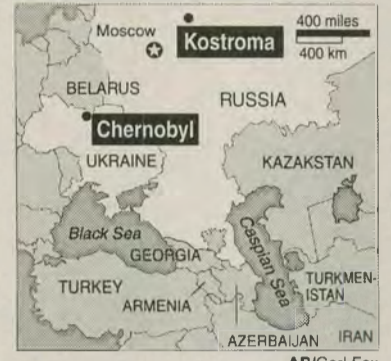 400 miles
Moscow
Kostroma
400 km
BELARUS
RUSSIA
Chernobyl
UKRAINE
KAZAKSTAN
Black Sea
GEORGIA
Caspian Sea
TURKEY
TURKMEN-
ISTAN
ARMENIA
AZERBAIJAN
IRAN